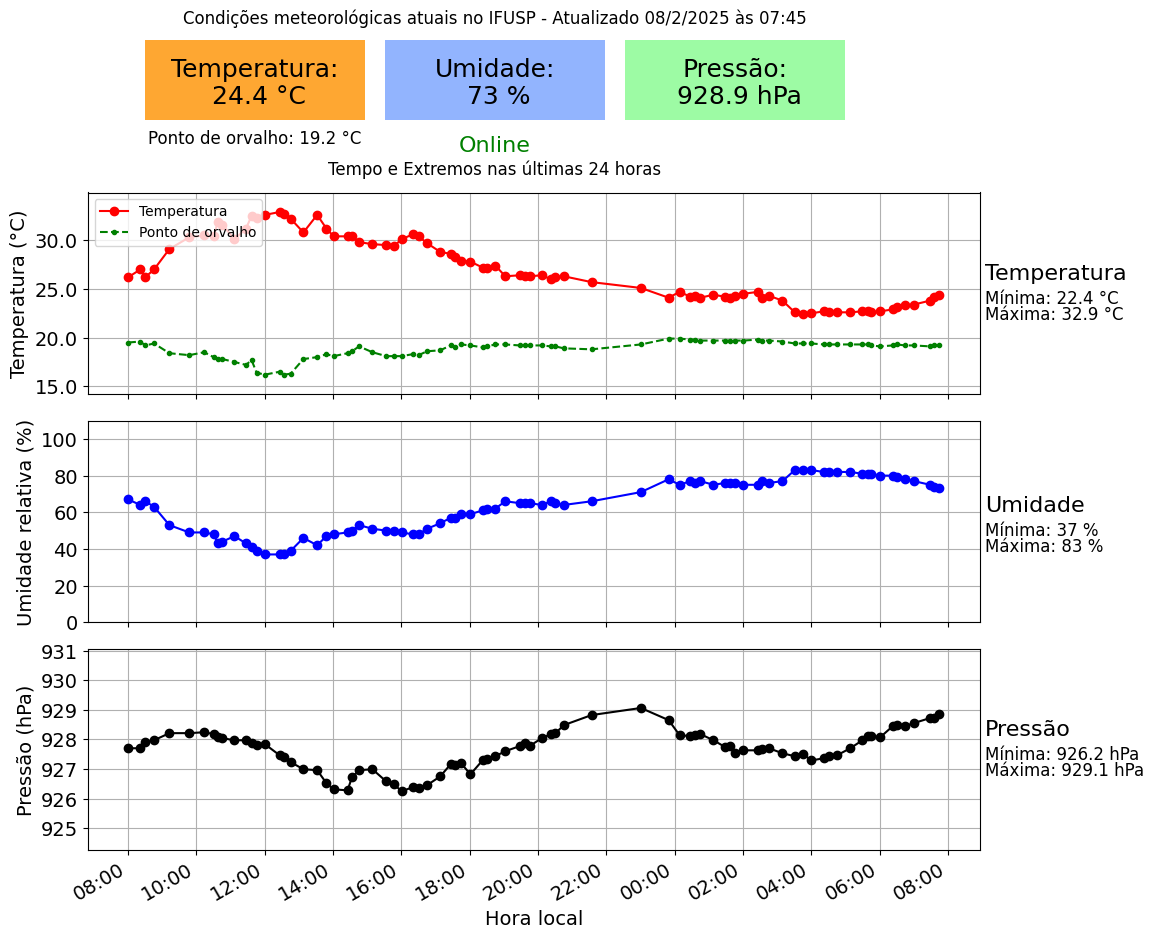 Condições meteorológicas atuais no IFUSP - Atualizado 08/2/2025 às 07:45
Temperatura:
24.4 °C
Umidade:
73 %
Pressão:
928.9 hPa
Ponto de orvalho: 19.2 °C
Online
Tempo e Extremos nas últimas 24 horas
Temperatura (°C)
30.0
25.0
20.0
15.0
Temperatura
Ponto de orvalho
Temperatura
Mínima: 22.4 °C
Máxima: 32.9 °C
Umidade relativa (%)
100
80
60
40
20
0
Umidade
Mínima: 37 %
Máxima: 83 %
Pressão (hPa)
931
930
929
928
927
926
925
Pressão
Mínima: 926.2 hPa
Máxima: 929.1 hPa
08:00
10:00
12:00
14:00
16:00
18:00
20:00
22:00
00:00
02:00
04:00
06:00
08:00
Hora local